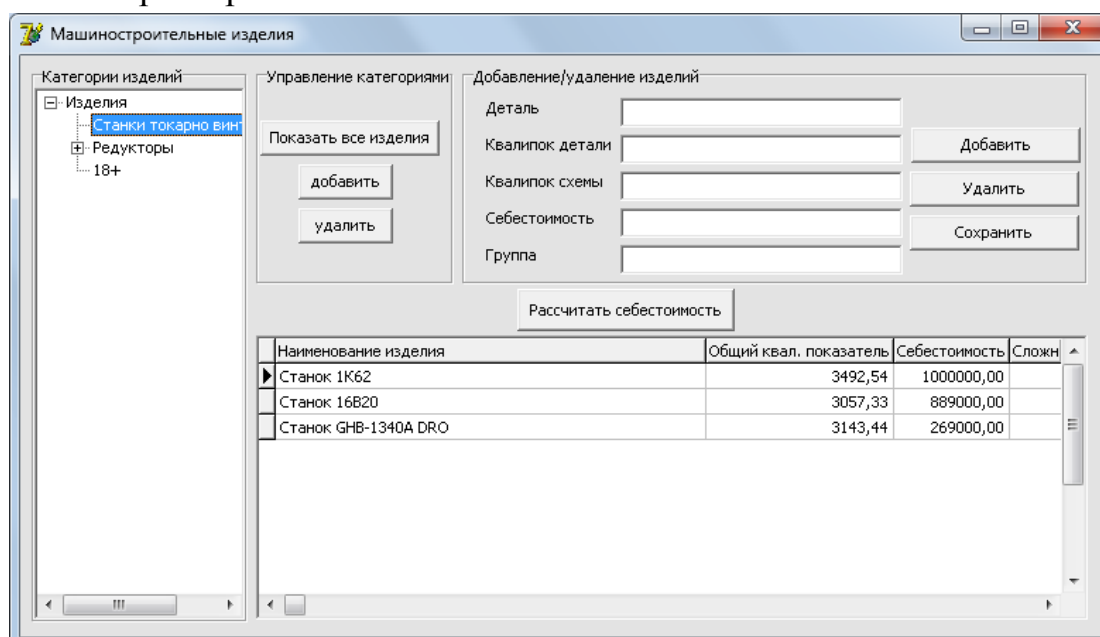 Машиностроительные изделия
Категории изделий
Изделия
Станки токарно винт
Редукторы
18+
Управление категориями
Показать все изделия
добавить
удалить
Добавление/удаление изделий
Деталь
Квалипок детали
Квалипок схемы
Себестоимость
Группа
Добавить
Удалить
Сохранить
Рассчитать себестоимость
Наименование изделия Общий квал. показатель Себестоимость Сложн
Станок 1К62 3492,54 1000000,00
Станок 16В20 3057,33 889000,00
Станок GHB-1340A DRO 3143,44 269000,00